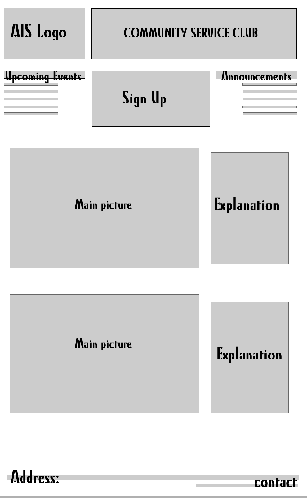 AIS Logo
COMMUNITY SERVICE CLUB
Upcoming Events
Announcements
Sign Up
Main picture
Explanation
Main picture
Explanation
Address:
contact